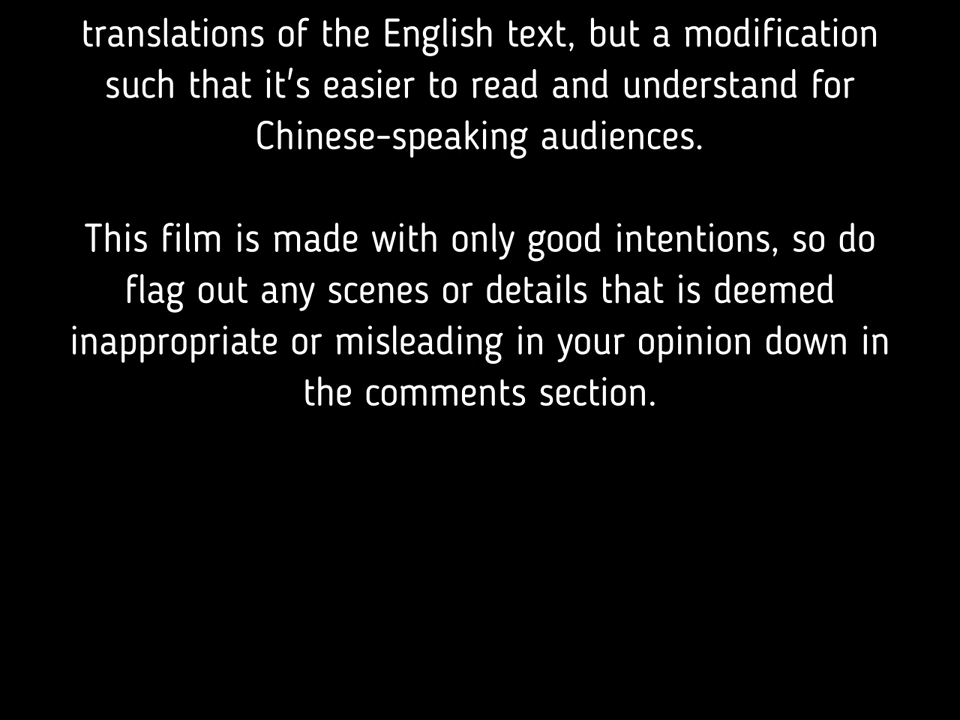 translations of the English text, but a modification
such that it's easier to read and understand for
Chinese-speaking audiences.
This film is made with only good intentions, so do
flag out any scenes or details that is deemed
inappropriate or misleading in your opinion down in
the comments section.